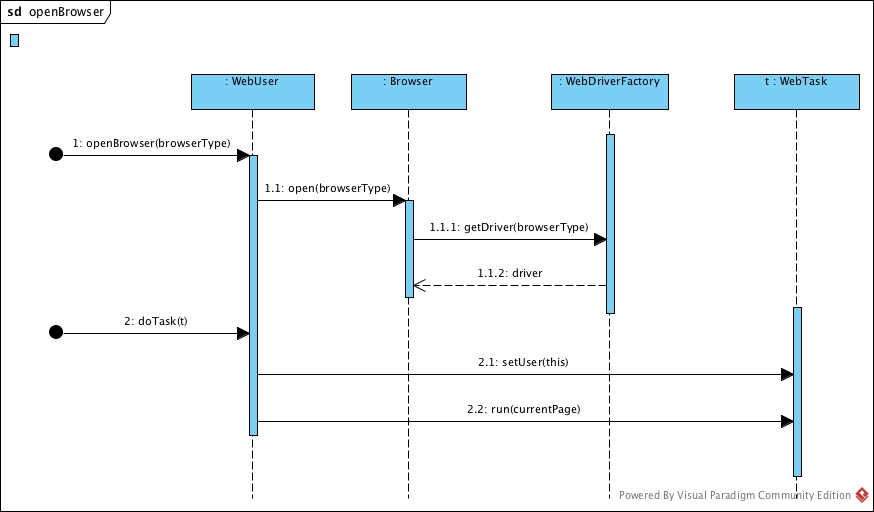 sd openBrowser
: WebUser
: Browser
: WebDriverFactory
t : WebTask
1: openBrowser(browserType)
1.1: open(browserType)
1.1.1: getDriver(browserType)
1.1.2: driver
2: doTask(t)
2.1: setUser(this)
2.2: run(currentPage)
Powered By Visual Paradigm Community Edition